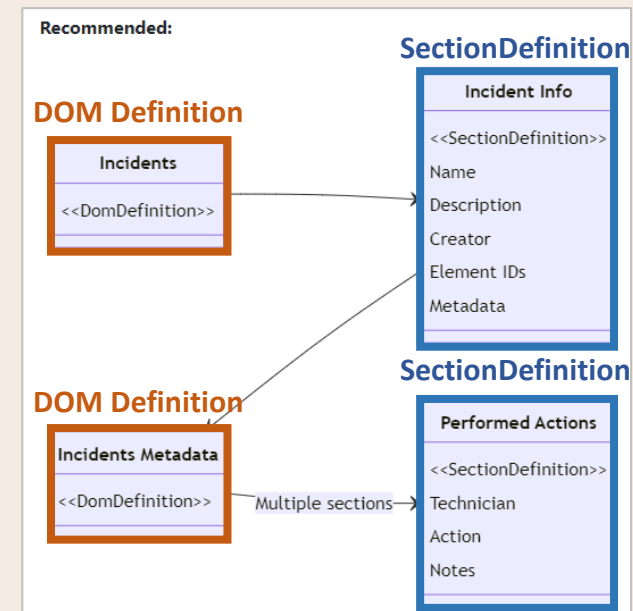 Recommended:
SectionDefinition
Incident Info
<<SectionDefinition>>
Name
Description
Creator
Element IDs
Metadata
DOM Definition
Incidents
<<DomDefinition>>
SectionDefinition
Performed Actions
<<SectionDefinition>>
Technician
Action
Notes
DOM Definition
Incidents Metadata
<<DomDefinition>>
Multiple sections